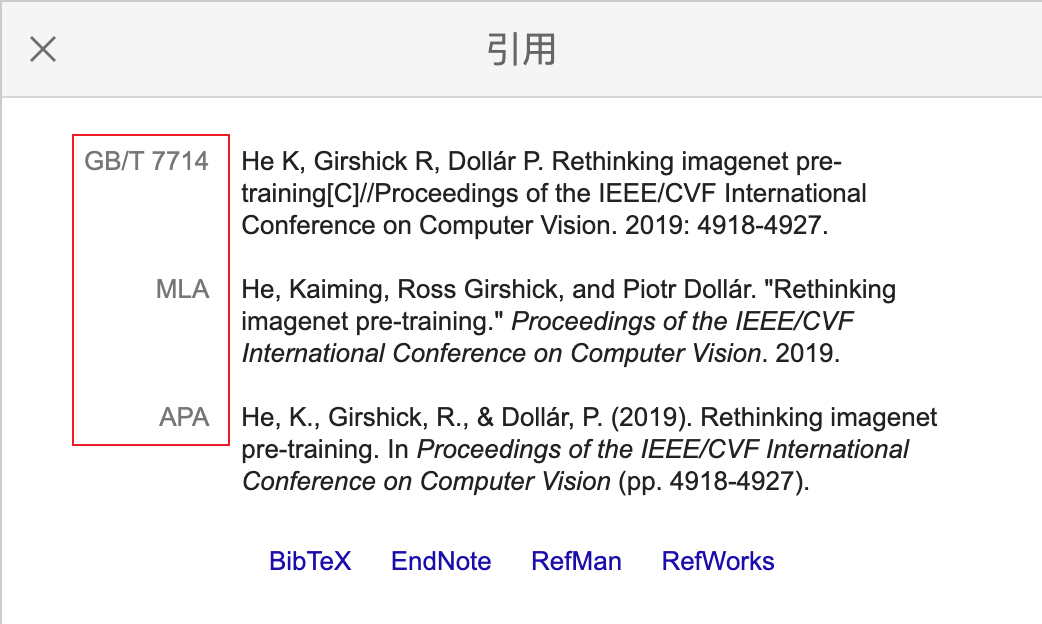 引用
GB/T 7714
He K, Girshick R, Dollár P. Rethinking imagenet pre-
training[C]//Proceedings of the IEEE/CVF International
Conference on Computer Vision. 2019: 4918-4927.
MLA
He, Kaiming, Ross Girshick, and Piotr Dollár. "Rethinking
imagenet pre-training." Proceedings of the IEEE/CVF
International Conference on Computer Vision. 2019.
APA
He, K., Girshick, R., & Dollár, P. (2019). Rethinking imagenet
pre-training. In Proceedings of the IEEE/CVF International
Conference on Computer Vision (pp. 4918-4927).
BibTeX EndNote RefMan RefWorks